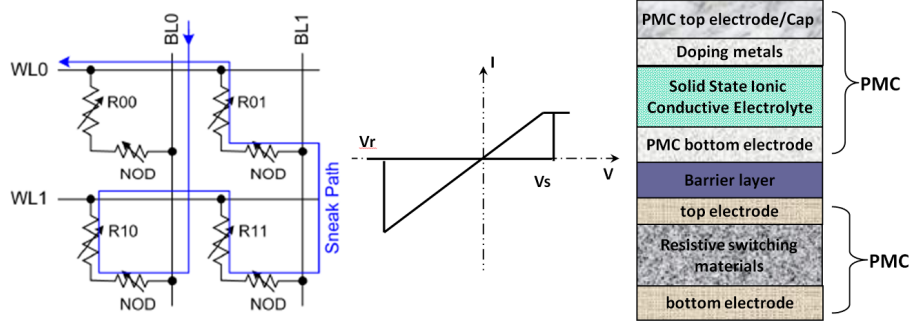 BL0
BL1
WL0
R00
R01
NOD
NOD
WL1
R10
R11
NOD
NOD
Sneak Path
I
Vr
Vs
V
PMC top electrode/Cap
Doping metals
Solid State Ionic
Conductive Electrolyte
PMC bottom electrode
PMC
Barrier layer
top electrode
Resistive switching
materials
bottom electrode
PMC